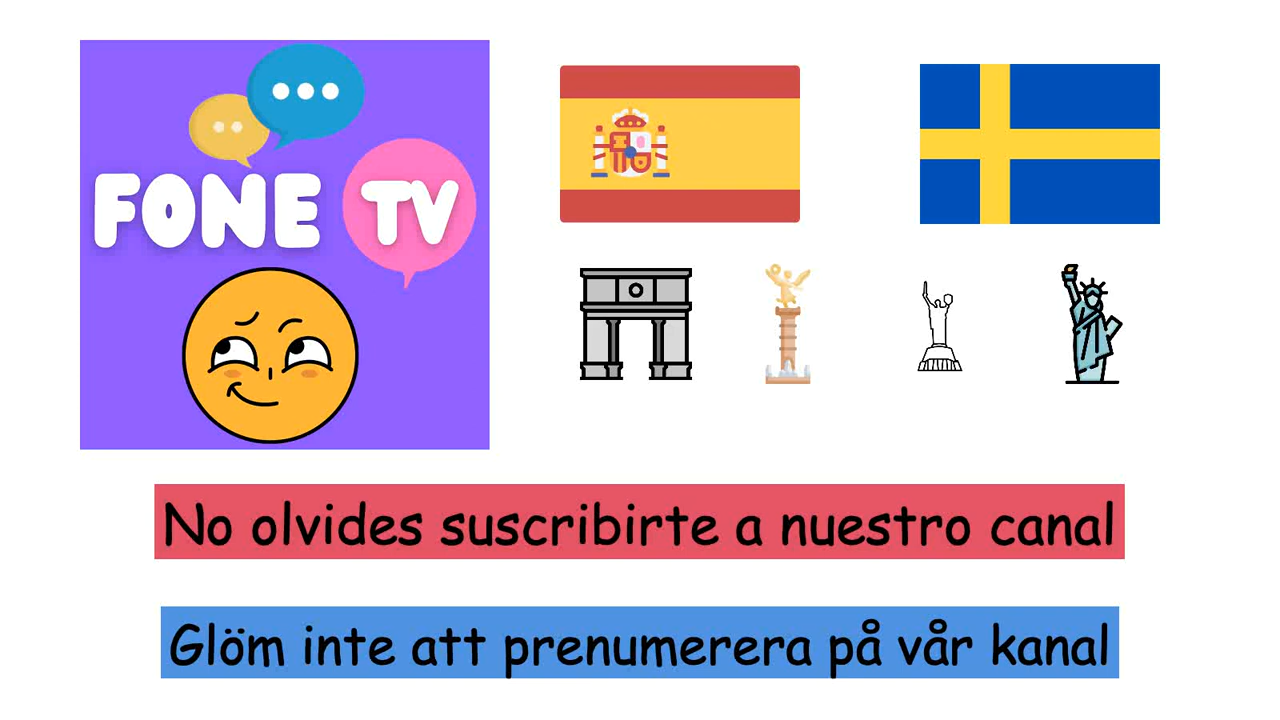 FONE TV
No olvides suscribirte a nuestro canal
Glöm inte att prenumerera på vår kanal